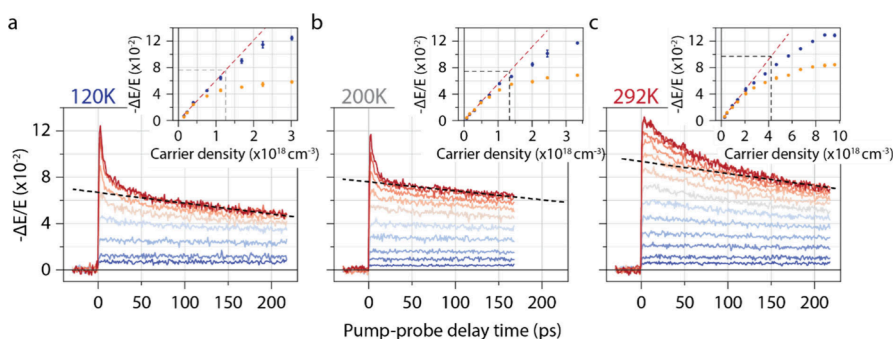 a
b
c
120K
200K
292K
-ΔE/E (x10⁻²)
12
8
4
0
0
1
2
3
Carrier density (x10¹⁸ cm⁻³)
-ΔE/E (x10⁻²)
12
8
4
0
0
1
2
3
Carrier density (x10¹⁸ cm⁻³)
-ΔE/E (x10⁻²)
12
8
4
0
0
2
4
6
8
10
Carrier density (x10¹⁸ cm⁻³)
-ΔE/E (x10⁻²)
12
8
4
0
0 50 100 150 200
0 50 100 150 200
0 50 100 150 200
Pump-probe delay time (ps)